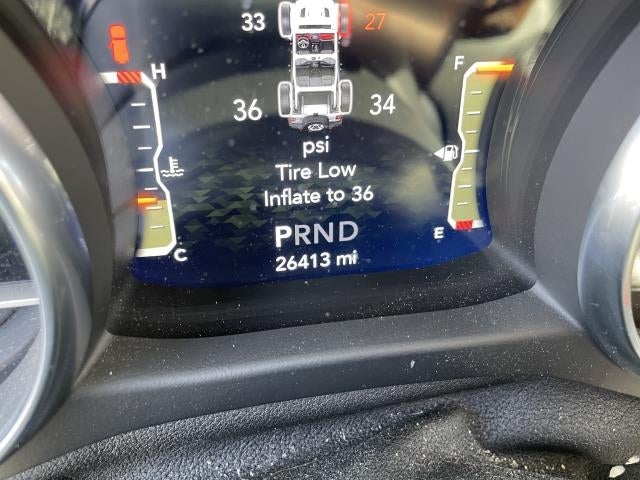 33 27
H F
36 34
psi
Tire Low
Inflate to 36
PRND
E
C
26413 mi